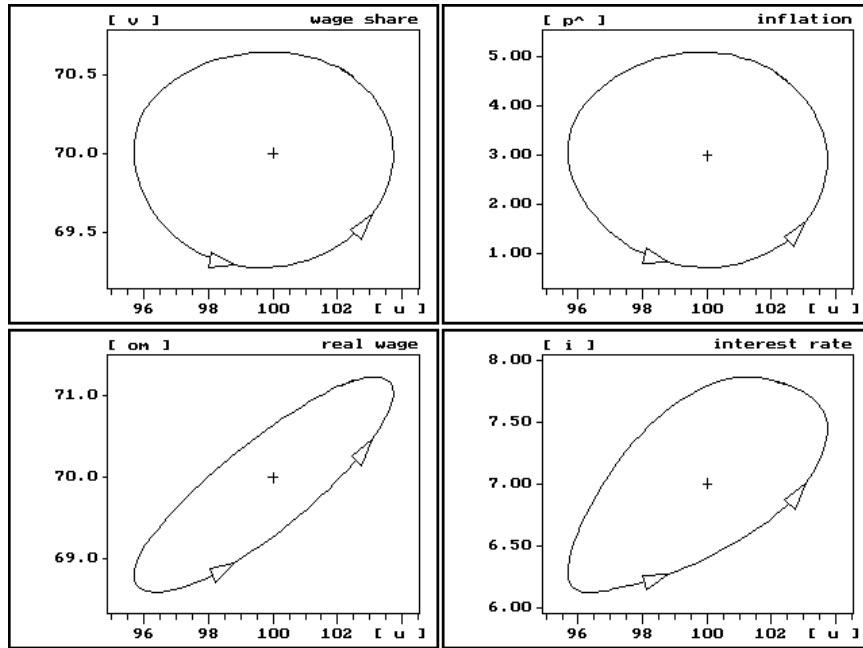 [ v ] wage share
70.5
70.0
69.5
96 98 100 102 [ u ]
[ p^ ] inflation
5.00
4.00
3.00
2.00
1.00
96 98 100 102 [ u ]
[ om ] real wage
71.0
70.0
69.0
96 98 100 102 [ u ]
[ i ] interest rate
8.00
7.50
7.00
6.50
6.00
96 98 100 102 [ u ]